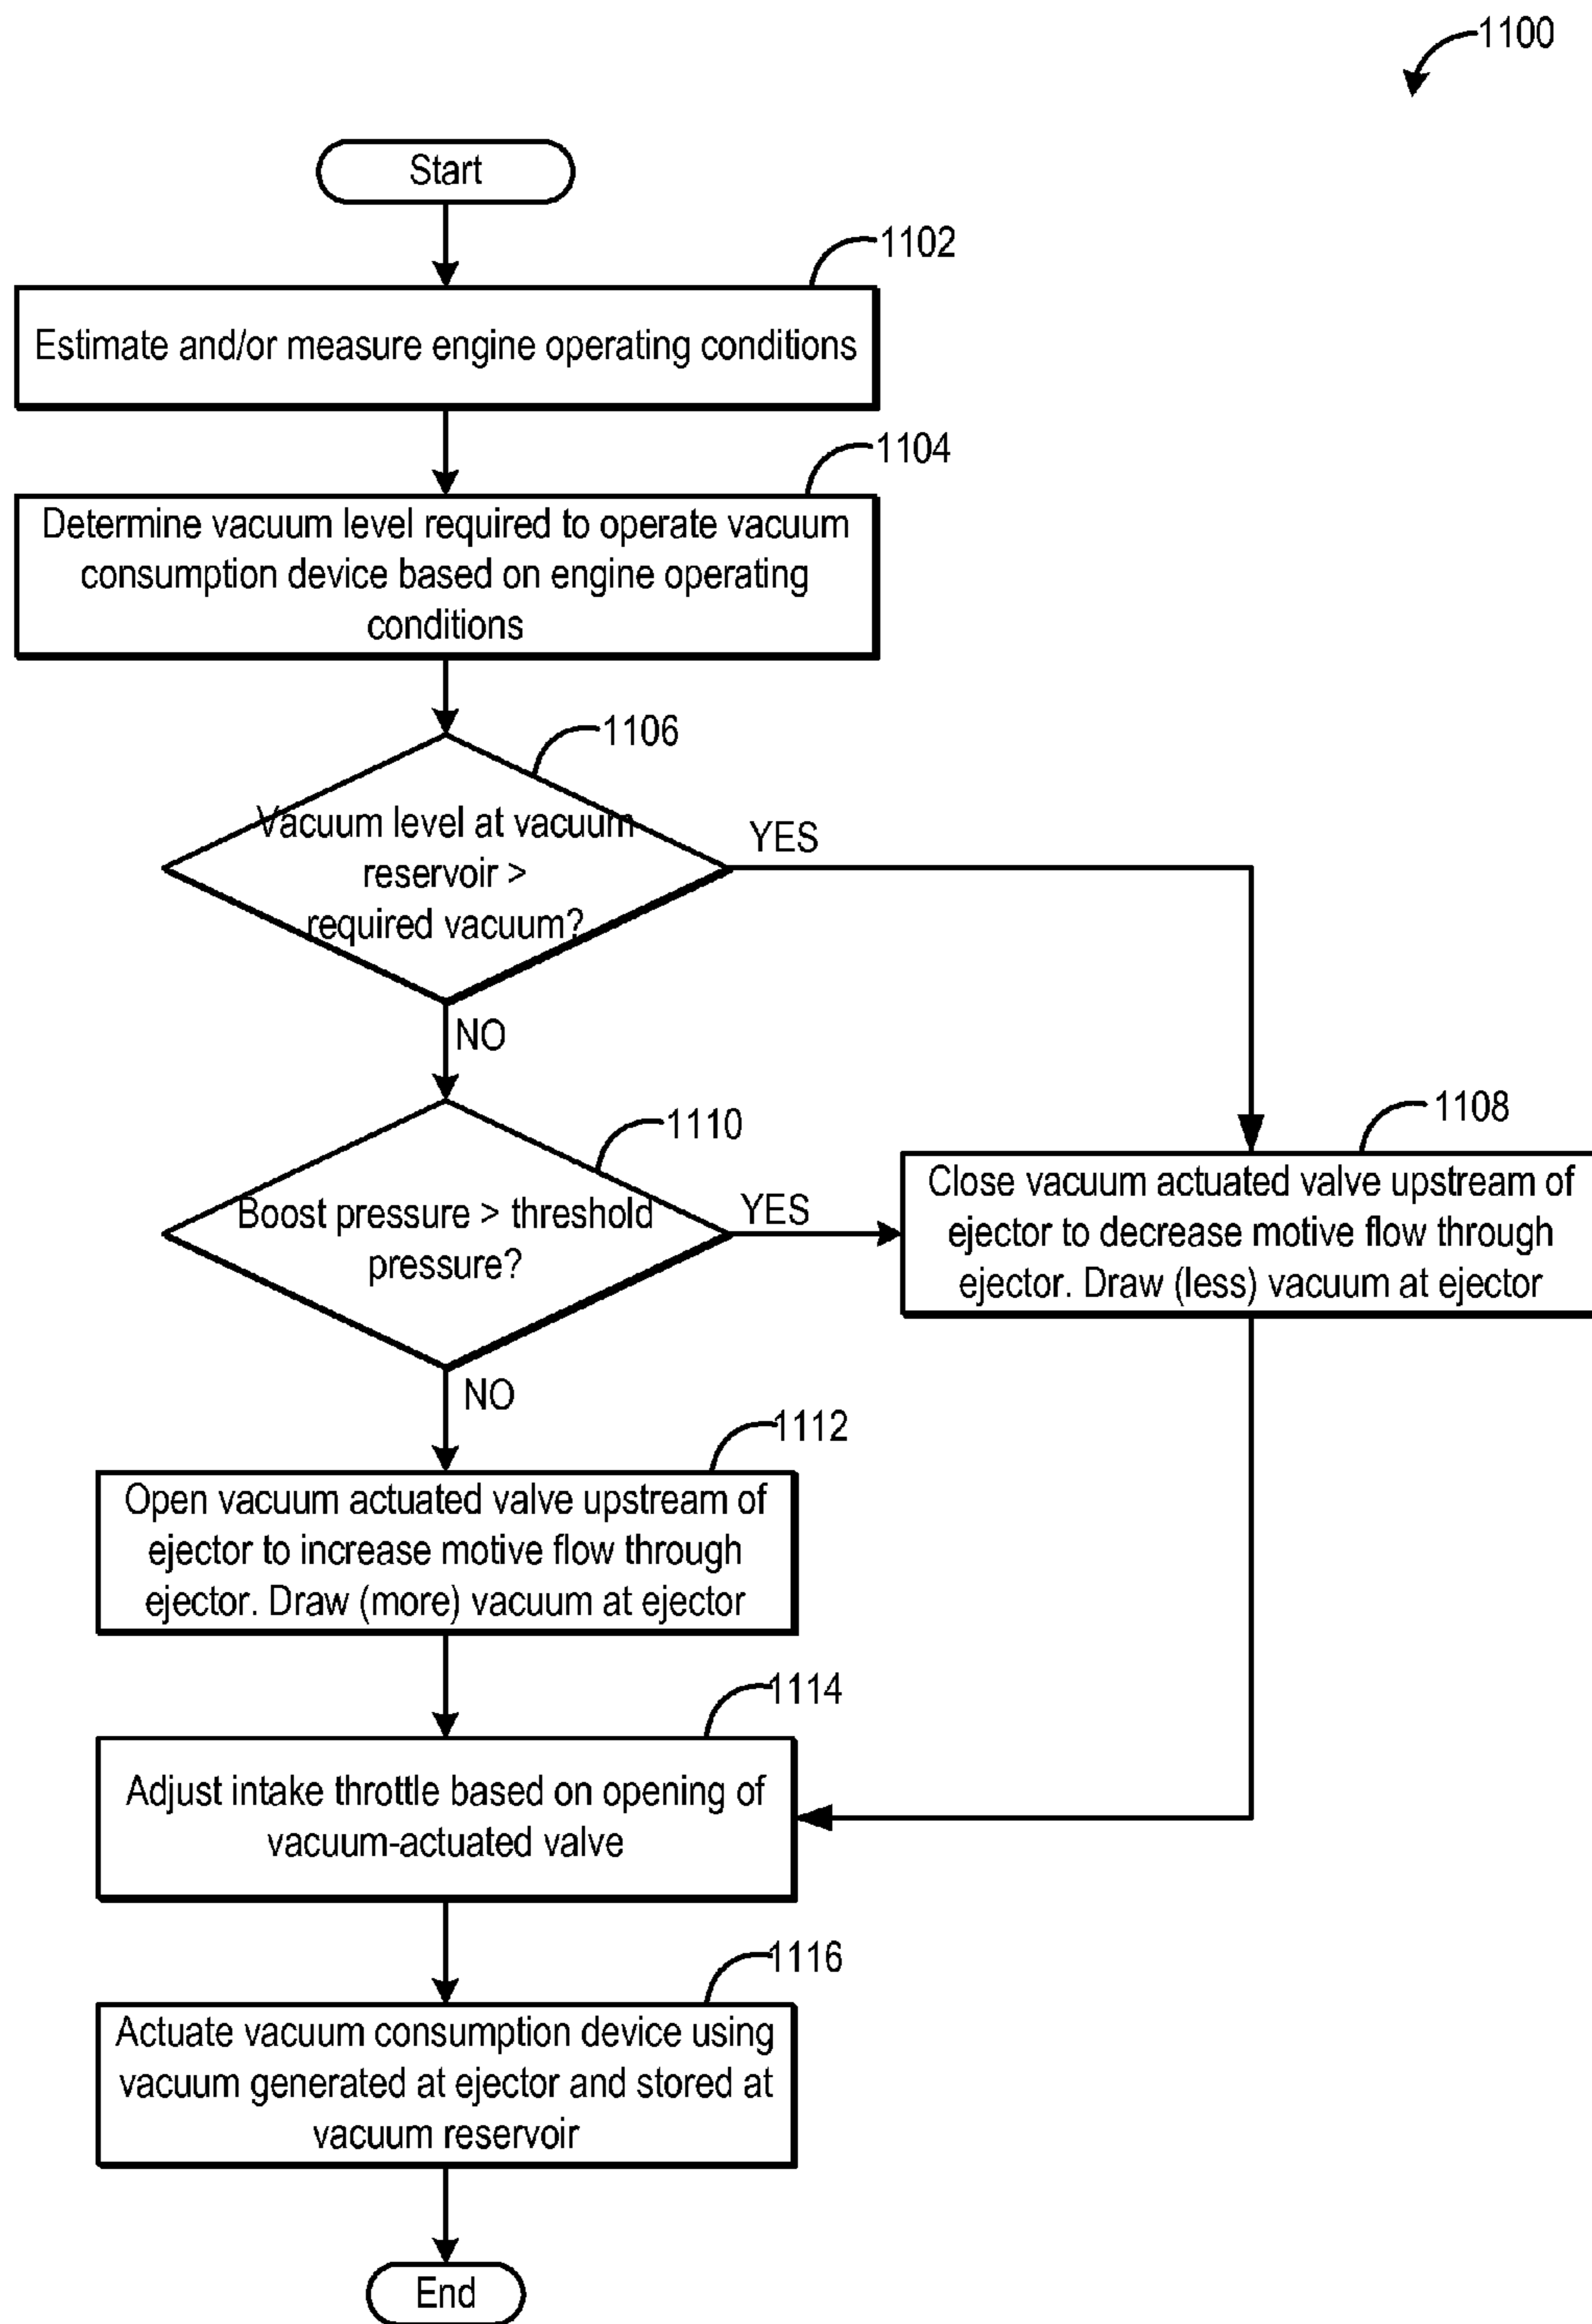 1100
Start
1102
Estimate and/or measure engine operating conditions
1104
Determine vacuum level required to operate vacuum
consumption device based on engine operating
conditions
1106
Vacuum level at vacuum
reservoir >
required vacuum?
YES
NO
1110
Boost pressure > threshold
pressure?
YES
1108
Close vacuum actuated valve upstream of
ejector to decrease motive flow through
ejector. Draw (less) vacuum at ejector
NO
1112
Open vacuum actuated valve upstream of
ejector to increase motive flow through
ejector. Draw (more) vacuum at ejector
1114
Adjust intake throttle based on opening of
vacuum-actuated valve
1116
Actuate vacuum consumption device using
vacuum generated at ejector and stored at
vacuum reservoir
End